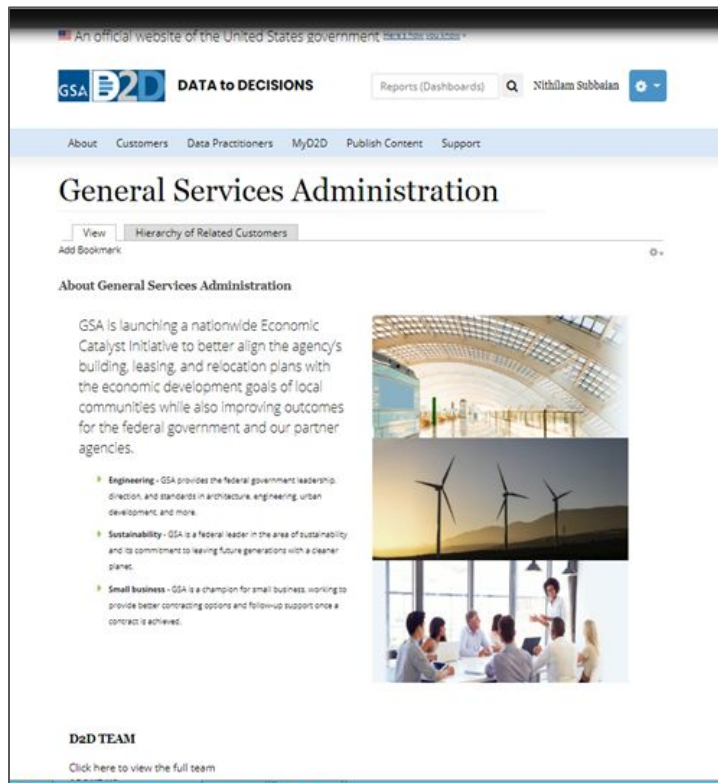 An official website of the United States government Here's how you know
GSA D2D DATA to DECISIONS Reports (Dashboards) Nithilam Subbaian
About Customers Data Practitioners MyD2D Publish Content Support
General Services Administration
View Hierarchy of Related Customers
Add Bookmark
About General Services Administration
GSA is launching a nationwide Economic
Catalyst Initiative to better align the agency's
building, leasing, and relocation plans with
the economic development goals of local
communities while also improving outcomes
for the federal government and our partner
agencies.
Engineering - GSA provides the federal government leadership,
direction, and standards in architecture, engineering, urban
development, and more.
Sustainability - GSA is a federal leader in the area of sustainability
and its commitment to leaving future generations with a cleaner
planet.
Small business - GSA is a champion for small business, working to
provide better contracting options and follow-up support once a
contract is achieved.
D2D TEAM
Click here to view the full team